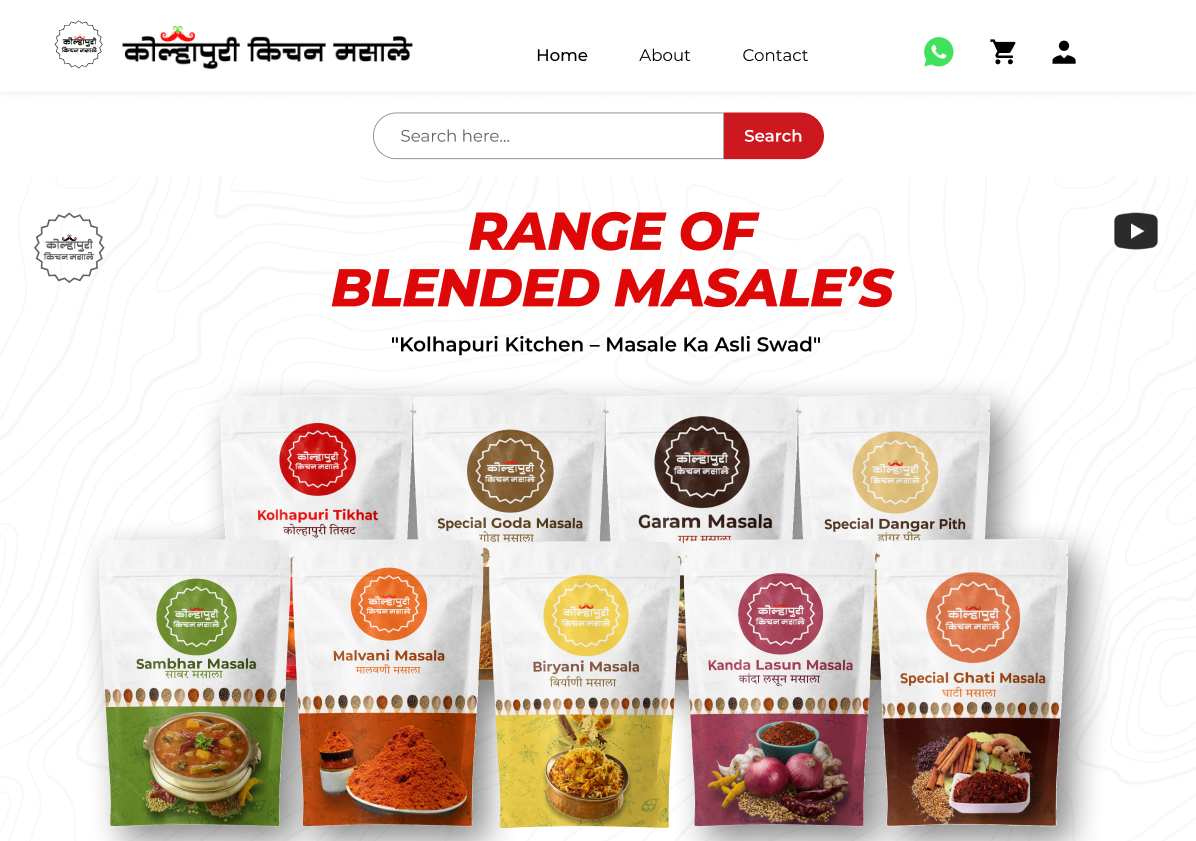 कोल्हापुरी
किचन मसाले
कोल्हापुरी किचन मसाले
Home
About
Contact
Search here...
Search
कोल्हापुरी
किचन मसाले
RANGE OF
BLENDED MASALE’S
"Kolhapuri Kitchen – Masale Ka Asli Swad"
कोल्हापुरी
किचन मसाले
Kolhapuri Tikhat
कोल्हापुरी तिखट
कोल्हापुरी
किचन मसाले
Special Goda Masala
गोडा मसाला
कोल्हापुरी
किचन मसाले
Garam Masala
गरम मसाला
कोल्हापुरी
किचन मसाले
Special Dangar Pith
डांगर पीठ
कोल्हापुरी
किचन मसाले
Sambhar Masala
सांबर मसाला
कोल्हापुरी
किचन मसाले
Malvani Masala
मालवणी मसाला
कोल्हापुरी
किचन मसाले
Biryani Masala
बिर्याणी मसाला
कोल्हापुरी
किचन मसाले
Kanda Lasun Masala
कांदा लसून मसाला
कोल्हापुरी
किचन मसाले
Special Ghati Masala
घाटी मसाला